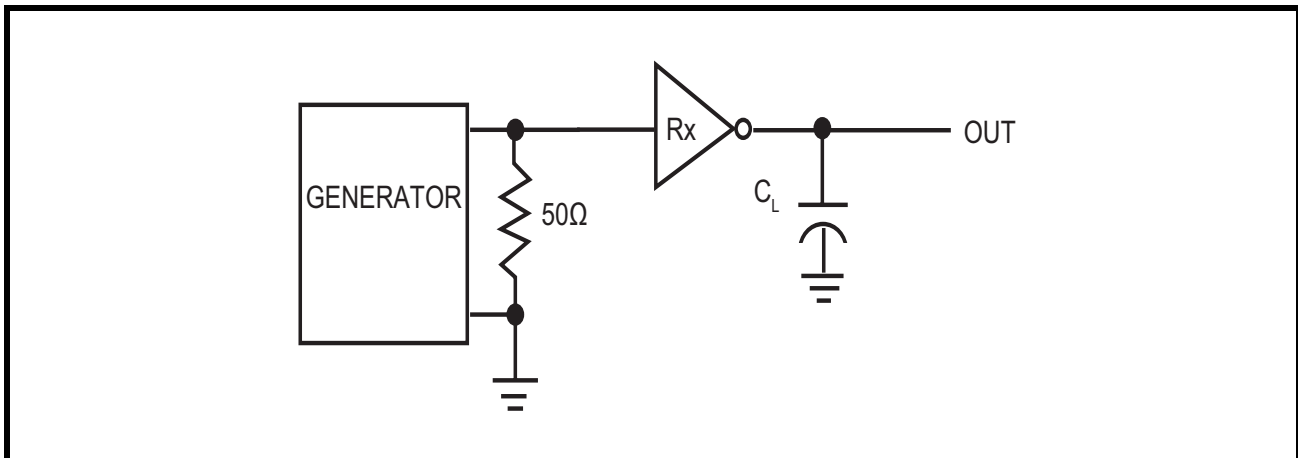 GENERATOR
50Ω
Rx
CL
OUT